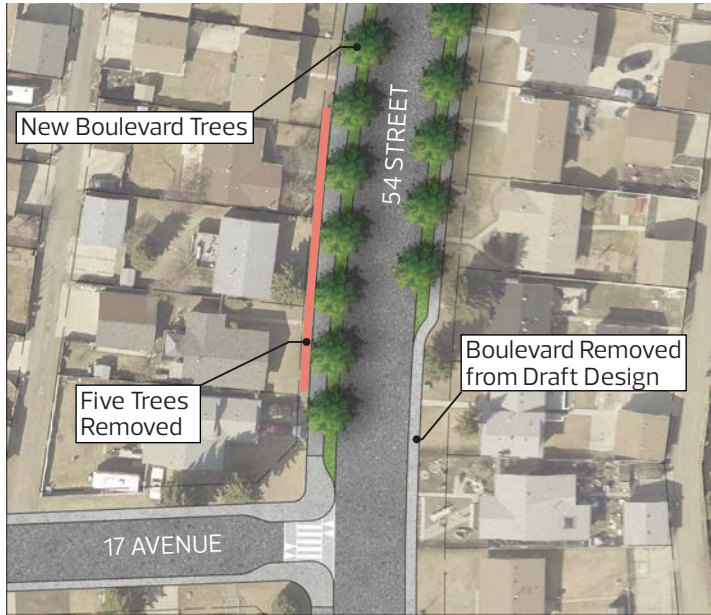 New Boulevard Trees
54 STREET
Five Trees
Removed
Boulevard Removed
from Draft Design
17 AVENUE